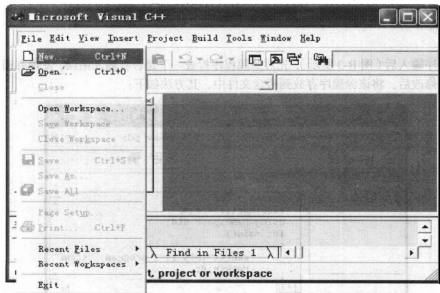 Microsoft Visual C++
File Edit View Insert Project Build Tools Window Help
New... Ctrl+N
Open... Ctrl+O
Close
Open Workspace...
Save Workspace
Close Workspace
Save Ctrl+S
Save As...
Save All
Page Setup...
Print... Ctrl+P
Recent Files
Recent Workspaces
Exit
Find in Files 1
t, project or workspace